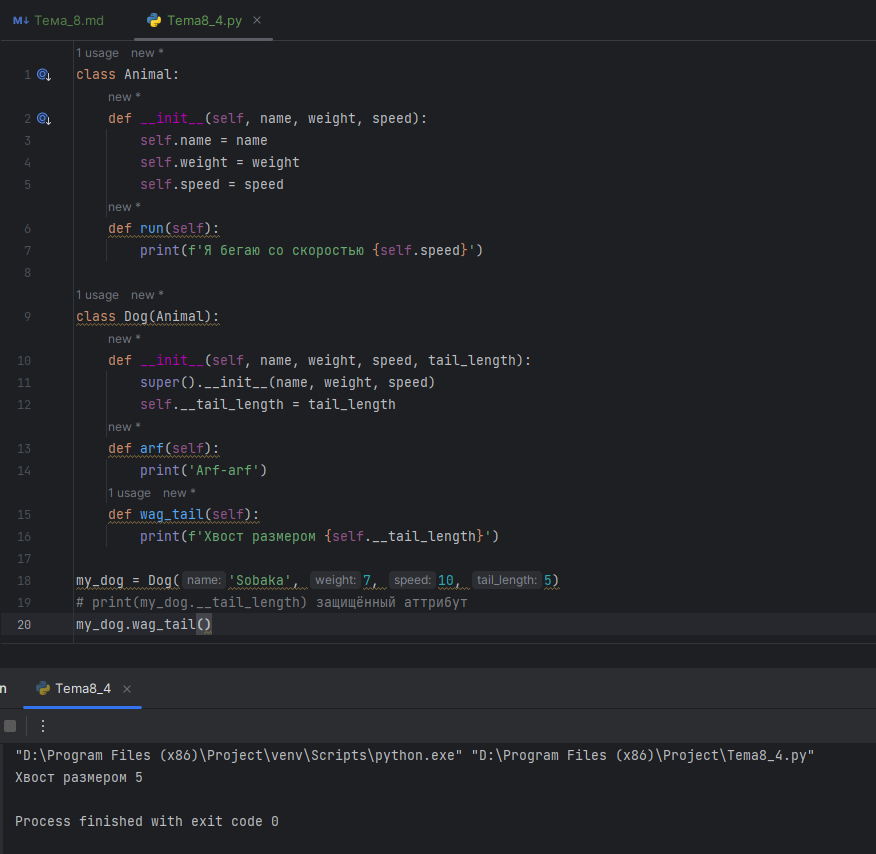 M↓ Тема_8.md Tema8_4.py ×
1 usage new *
1 class Animal:
new *
2 def __init__(self, name, weight, speed):
3 self.name = name
4 self.weight = weight
5 self.speed = speed
new *
6 def run(self):
7 print(f'Я бегаю со скоростью {self.speed}')
8
1 usage new *
9 class Dog(Animal):
new *
10 def __init__(self, name, weight, speed, tail_length):
11 super().__init__(name, weight, speed)
12 self.__tail_length = tail_length
new *
13 def arf(self):
14 print('Arf-arf')
1 usage new *
15 def wag_tail(self):
16 print(f'Хвост размером {self.__tail_length}')
17
18 my_dog = Dog( name: 'Sobaka', weight: 7, speed: 10, tail_length: 5)
19 # print(my_dog.__tail_length) защищённый аттрибут
20 my_dog.wag_tail()
n Tema8_4 ×
"D:\Program Files (x86)\Project\venv\Scripts\python.exe" "D:\Program Files (x86)\Project\Tema8_4.py"
Хвост размером 5
Process finished with exit code 0